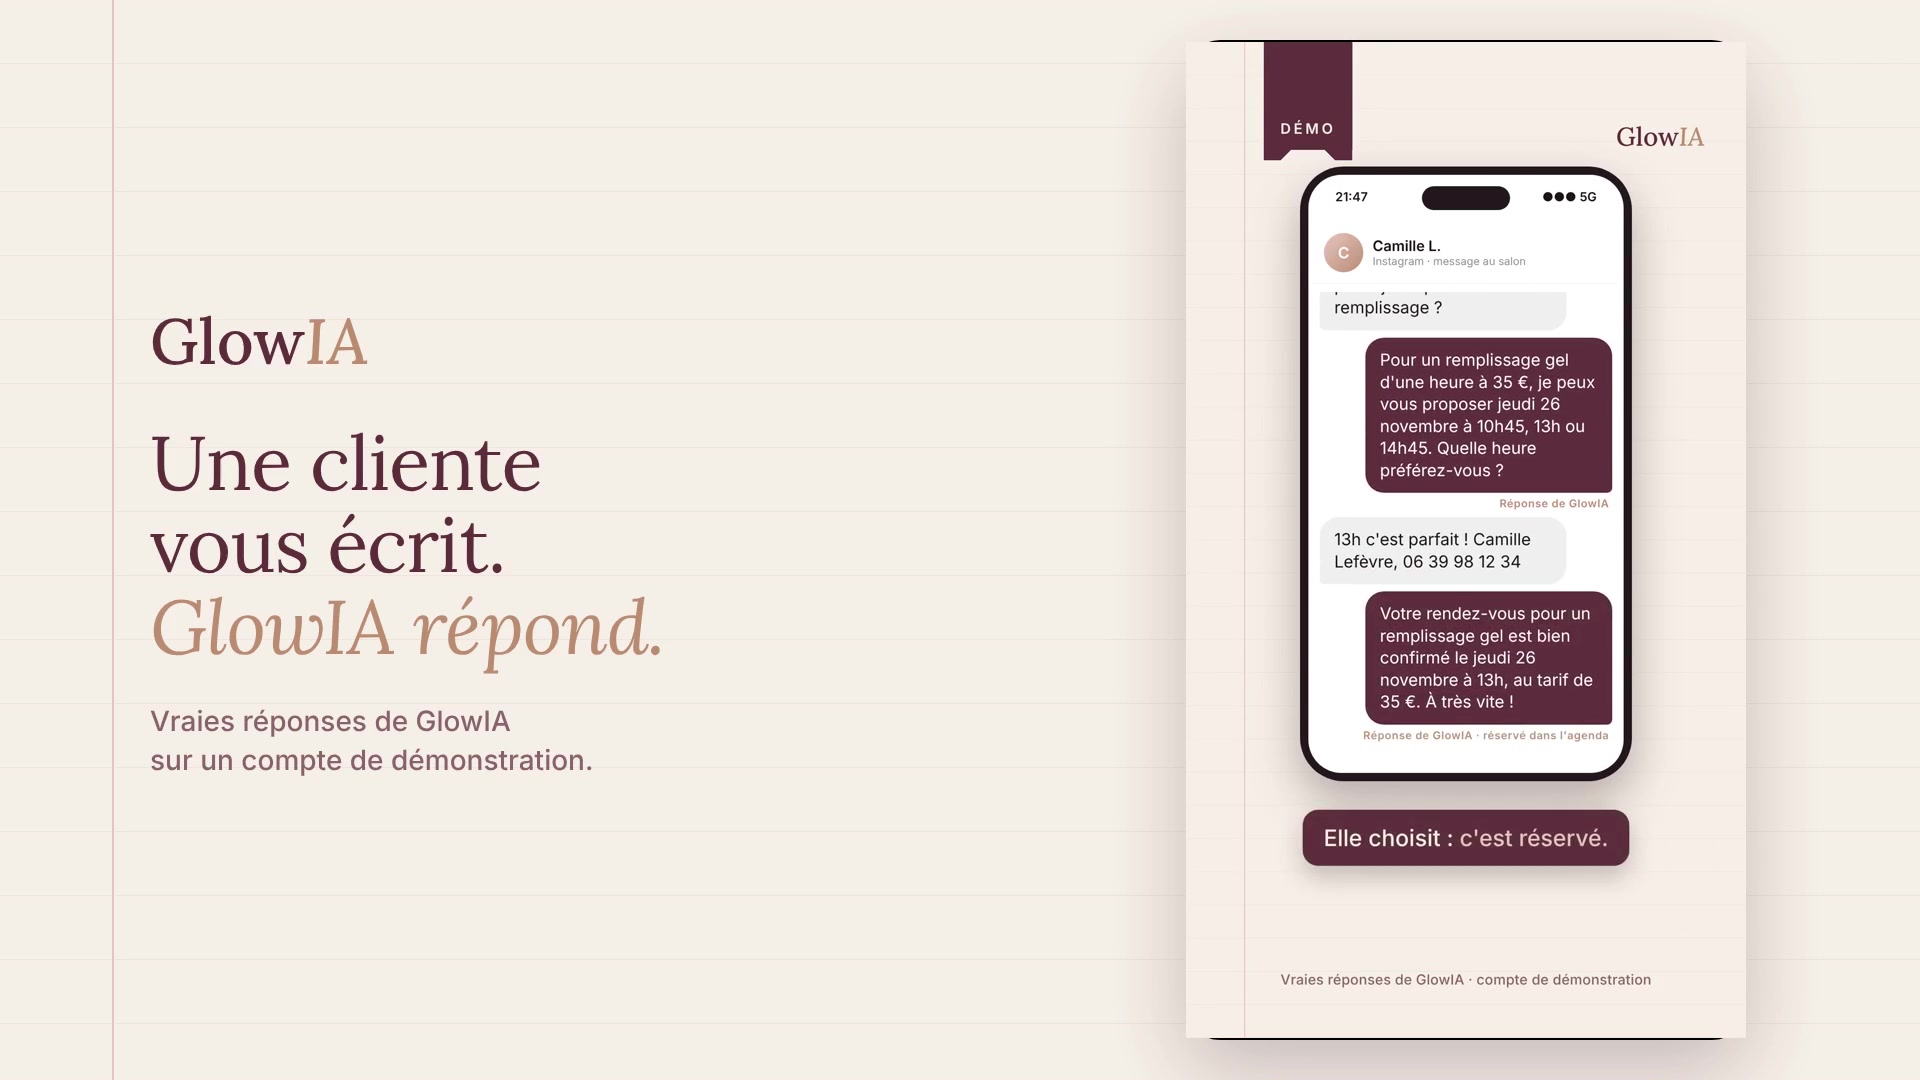 GlowIA
Une cliente
vous écrit.
GlowIA répond.
Vraies réponses de GlowIA
sur un compte de démonstration.
DÉMO
GlowIA
21:47
5G
C
Camille L.
Instagram · message au salon
remplissage ?
Pour un remplissage gel
d'une heure à 35 €, je peux
vous proposer jeudi 26
novembre à 10h45, 13h ou
14h45. Quelle heure
préférez-vous ?
Réponse de GlowIA
13h c'est parfait ! Camille
Lefèvre, 06 39 98 12 34
Votre rendez-vous pour un
remplissage gel est bien
confirmé le jeudi 26
novembre à 13h, au tarif de
35 €. À très vite !
Réponse de GlowIA · réservé dans l'agenda
Elle choisit : c'est réservé.
Vraies réponses de GlowIA · compte de démonstration